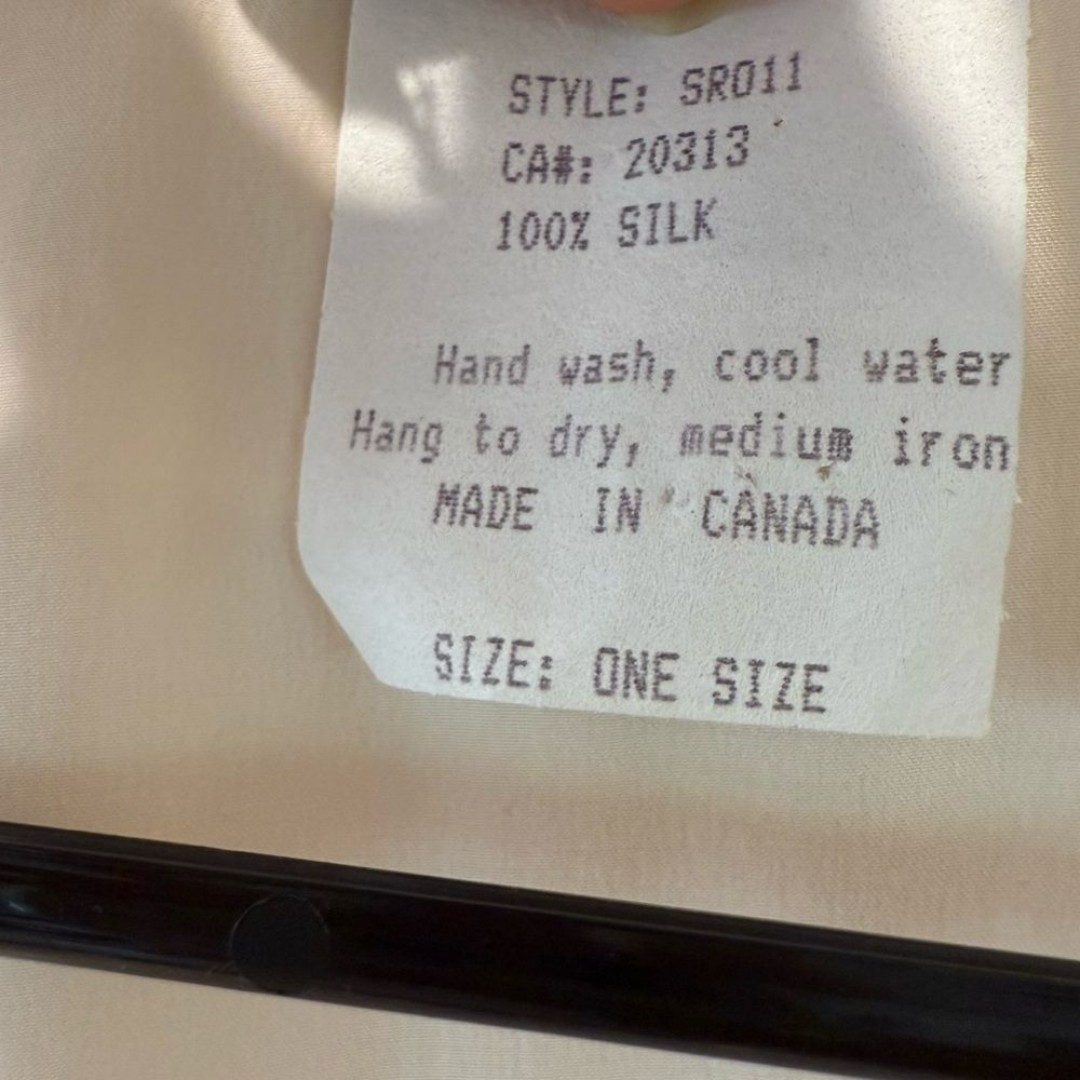 STYLE: SR011
CA#: 20313
100% SILK
Hand wash, cool water
Hang to dry, medium iron
MADE IN CANADA
SIZE: ONE SIZE